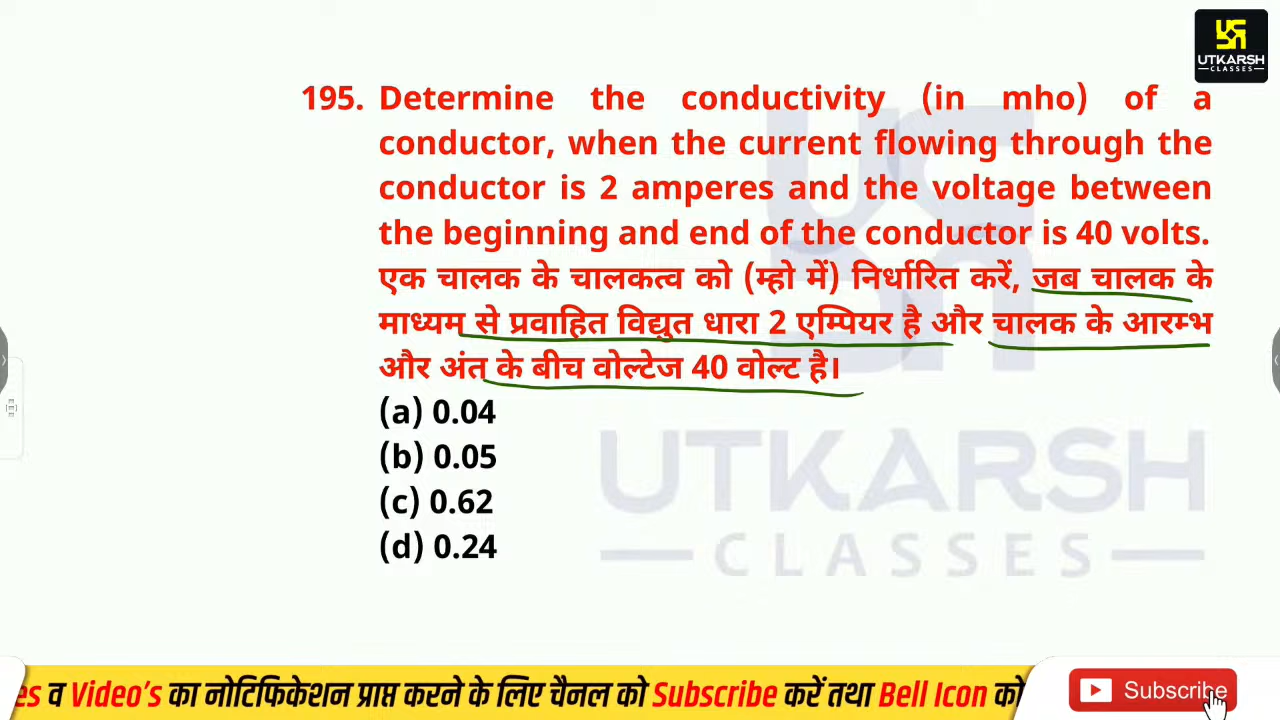 UTKARSH
CLASSES
195. Determine the conductivity (in mho) of a
conductor, when the current flowing through the
conductor is 2 amperes and the voltage between
the beginning and end of the conductor is 40 volts.
एक चालक के चालकत्व को (म्हो में) निर्धारित करें, जब चालक के
माध्यम से प्रवाहित विद्युत धारा 2 एम्पियर है और चालक के आरम्भ
और अंत के बीच वोल्टेज 40 वोल्ट है।
(a) 0.04
(b) 0.05
(c) 0.62
(d) 0.24
UTKARSH
CLASSES
es व Video's का नोटिफिकेशन प्राप्त करने के लिए चैनल को Subscribe करें तथा Bell Icon को
Subscribe